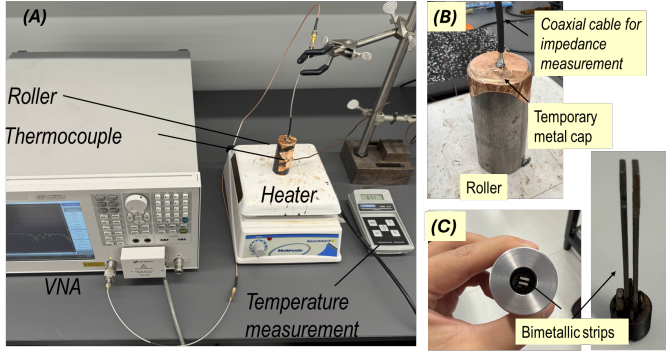 (A)
Roller
Thermocouple
Heater
VNA
Temperature
measurement
(B)
Coaxial cable for
impedance
measurement
Temporary
metal cap
Roller
(C)
Bimetallic strips